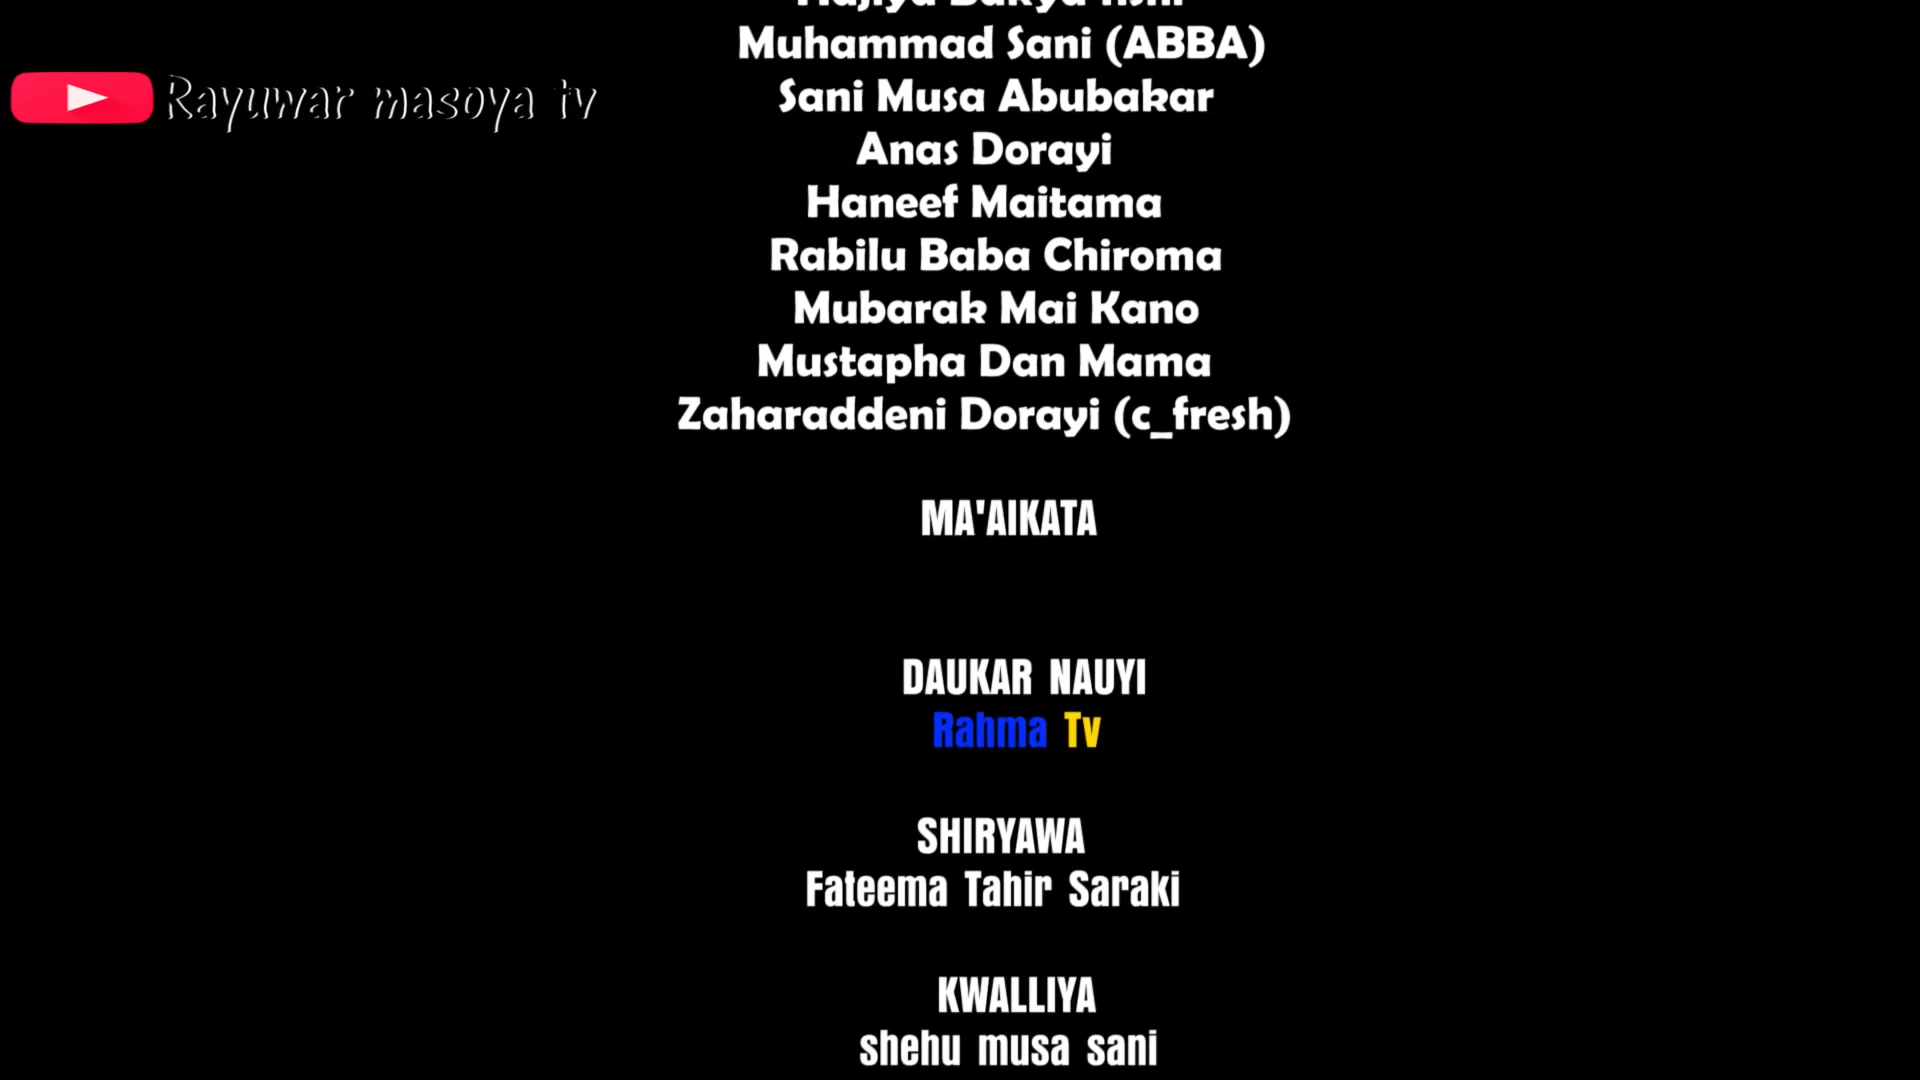 Muhammad Sani (ABBA)
Rayuwar masoya tv
Sani Musa Abubakar
Anas Dorayi
Haneef Maitama
Rabilu Baba Chiroma
Mubarak Mai Kano
Mustapha Dan Mama
Zaharaddeni Dorayi (c_fresh)
MA'AIKATA
DAUKAR NAUYI
Rahma Tv
SHIRYAWA
Fateema Tahir Saraki
KWALLIYA
shehu musa sani